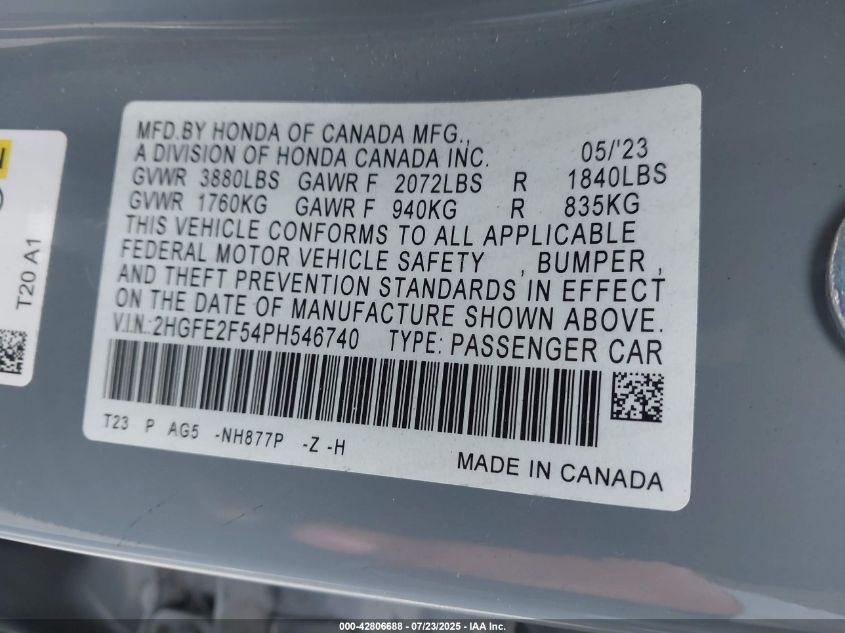 MFD.BY HONDA OF CANADA MFG.,
A DIVISION OF HONDA CANADA INC. 05/'23
GVWR 3880LBS GAWR F 2072LBS R 1840LBS
GVWR 1760KG GAWR F 940KG R 835KG
THIS VEHICLE CONFORMS TO ALL APPLICABLE
FEDERAL MOTOR VEHICLE SAFETY , BUMPER ,
AND THEFT PREVENTION STANDARDS IN EFFECT
ON THE DATE OF MANUFACTURE SHOWN ABOVE.
V.I.N.:2HGFE2F54PH546740 TYPE: PASSENGER CAR
T23 P AG5 -NH877P -Z -H
MADE IN CANADA
T20 A1
000-42806688 - 07/23/2025 - IAA Inc.